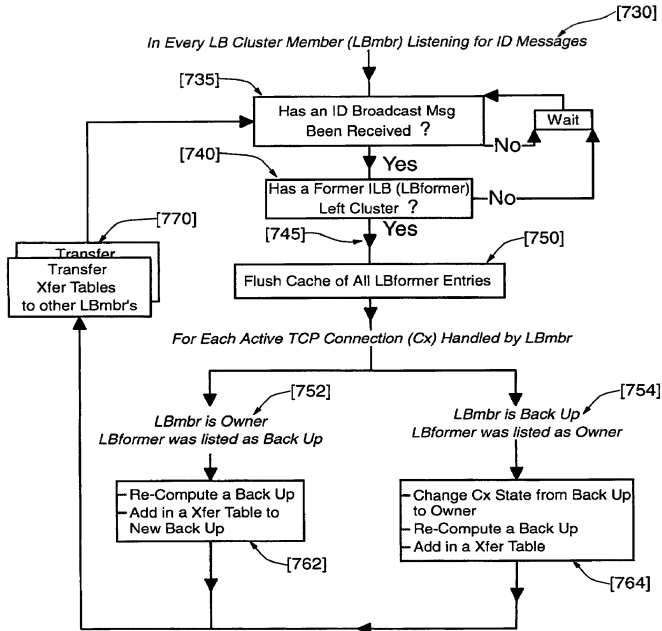 [730]
In Every LB Cluster Member (LBmbr) Listening for ID Messages
[735]
Has an ID Broadcast Msg
Been Received ?
Wait
No
[740]
Yes
Has a Former ILB (LBformer)
Left Cluster ?
No
[770]
[745]
Yes
[750]
Transfer
Transfer
Xfer Tables
to other LBmbr's
Flush Cache of All LBformer Entries
For Each Active TCP Connection (Cx) Handled by LBmbr
[752]
LBmbr is Owner
LBformer was listed as Back Up
[754]
LBmbr is Back Up
LBformer was listed as Owner
– Re-Compute a Back Up
– Add in a Xfer Table to
New Back Up
[762]
– Change Cx State from Back Up
to Owner
– Re-Compute a Back Up
– Add in a Xfer Table
[764]